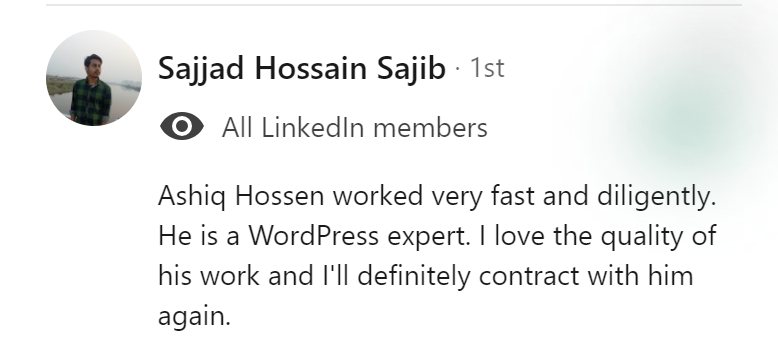 Sajjad Hossain Sajib · 1st
All LinkedIn members
Ashiq Hossen worked very fast and diligently.
He is a WordPress expert. I love the quality of
his work and I'll definitely contract with him
again.